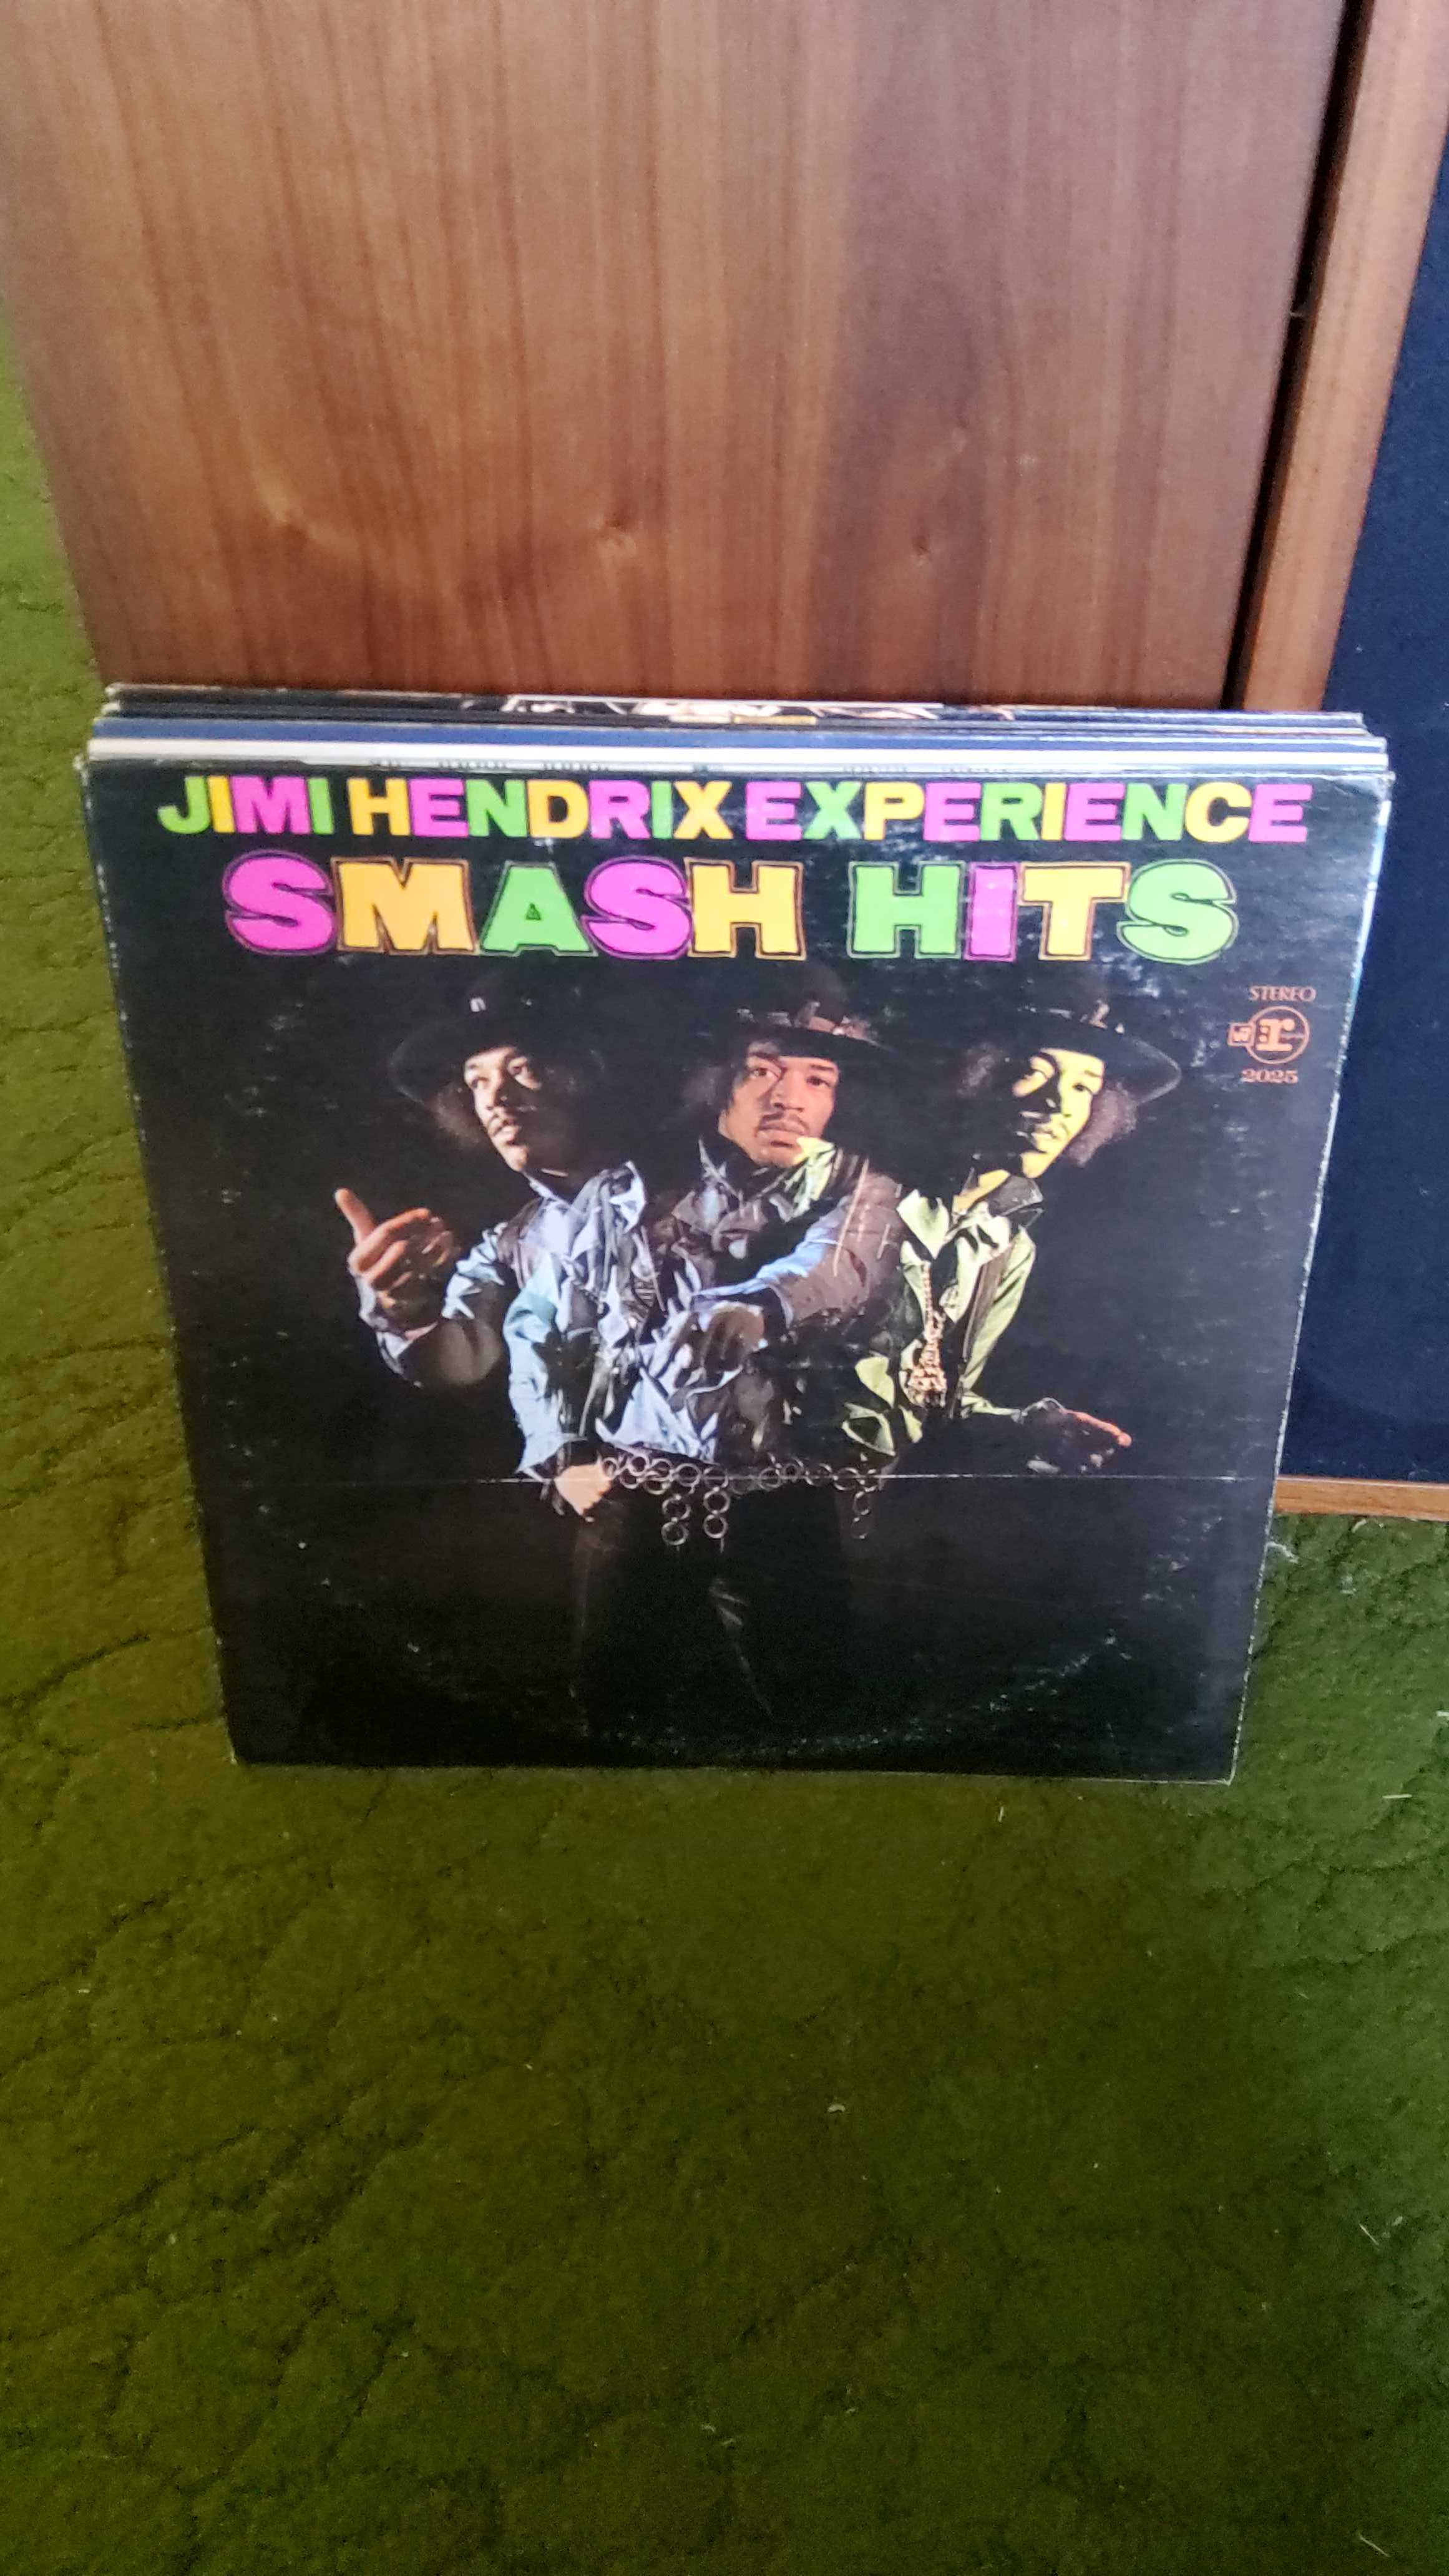 JIMI HENDRIX EXPERIENCE
SMASH HITS
STEREO
W r
2025